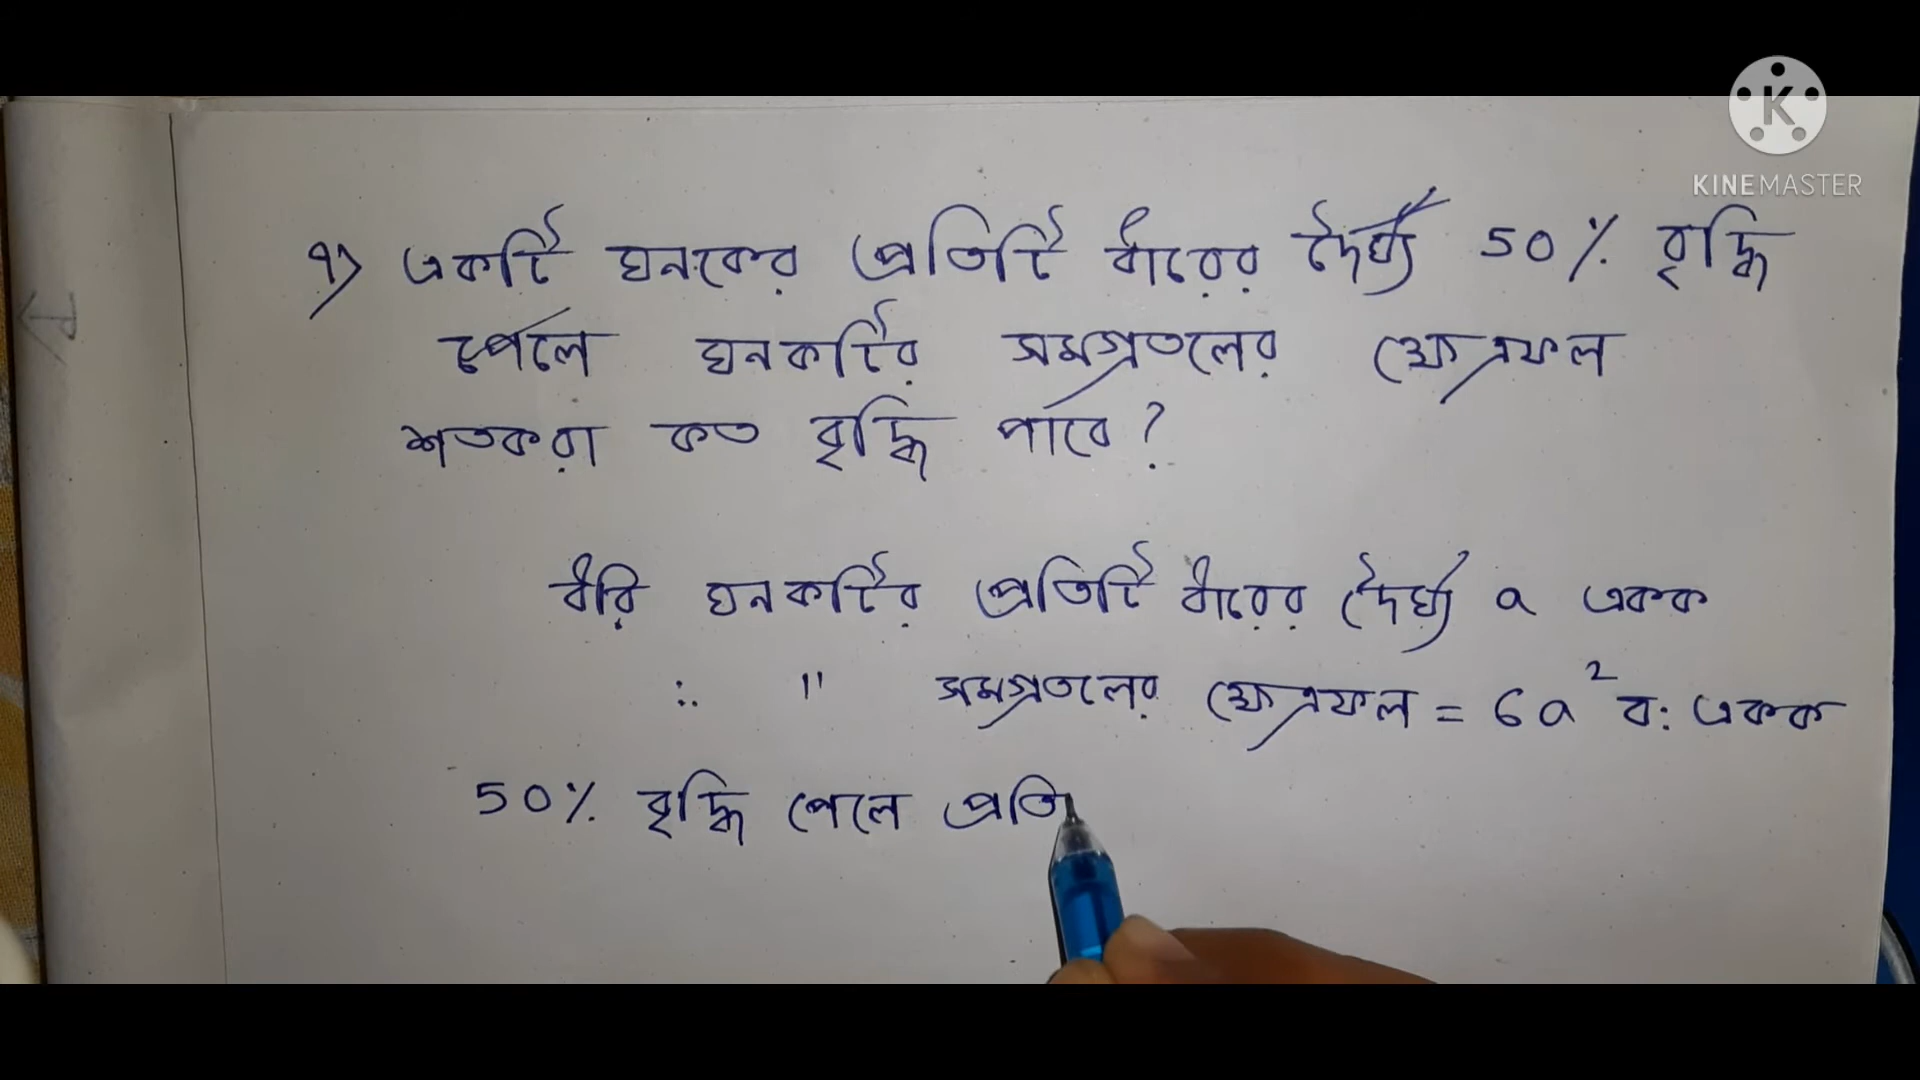 KINEMASTER
৭> একটি ঘনকের প্রতিটি ধারের দৈর্ঘ্য 50% বৃদ্ধি
পেলে ঘনকটির সমগ্রতলের ক্ষেত্রফল
শতকরা কত বৃদ্ধি পাবে?
ধরি ঘনকটির প্রতিটি ধারের দৈর্ঘ্য a একক
∴ " সমগ্রতলের ক্ষেত্রফল = 6a² ব: একক
50% বৃদ্ধি পেলে প্রতি